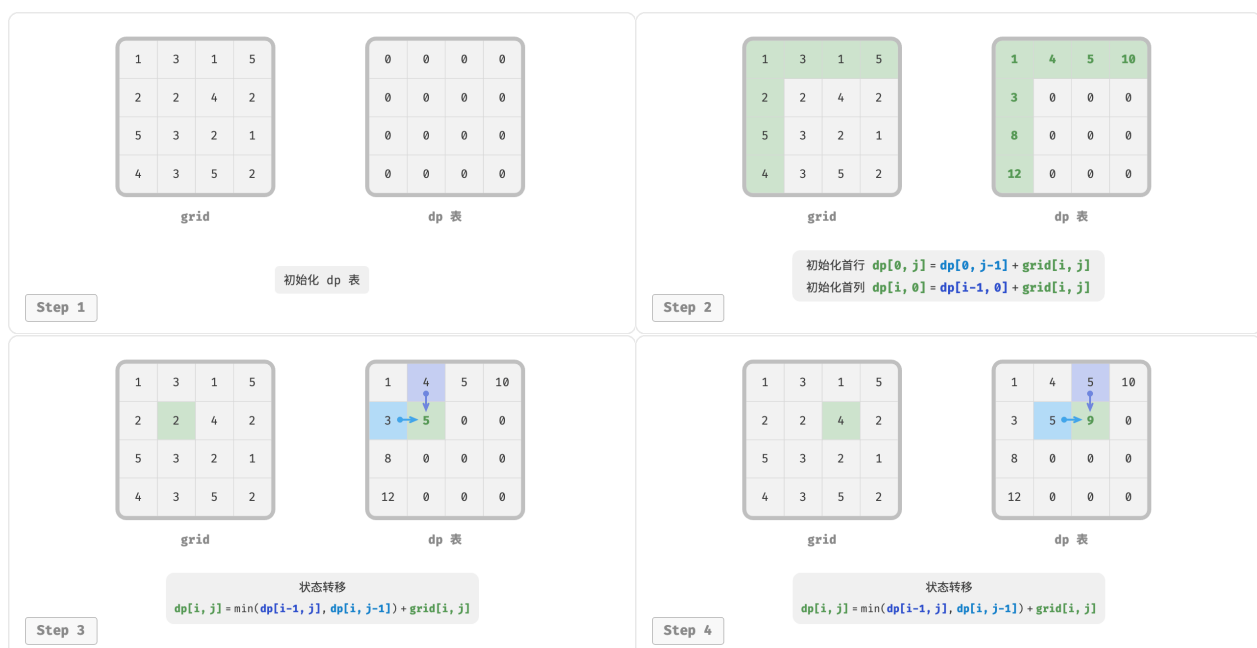 1 3 1 5
2 2 4 2
5 3 2 1
4 3 5 2
grid
0 0 0 0
0 0 0 0
0 0 0 0
0 0 0 0
dp 表
初始化 dp 表
Step 1
1 3 1 5
2 2 4 2
5 3 2 1
4 3 5 2
grid
1 4 5 10
3 0 0 0
8 0 0 0
12 0 0 0
dp 表
初始化首行 dp[0, j] = dp[0, j-1] + grid[i, j]
初始化首列 dp[i, 0] = dp[i-1, 0] + grid[i, j]
Step 2
1 3 1 5
2 2 4 2
5 3 2 1
4 3 5 2
grid
1 4 5 10
3 5 0 0
8 0 0 0
12 0 0 0
dp 表
状态转移
dp[i, j] = min(dp[i-1, j], dp[i, j-1]) + grid[i, j]
Step 3
1 3 1 5
2 2 4 2
5 3 2 1
4 3 5 2
grid
1 4 5 10
3 5 9 0
8 0 0 0
12 0 0 0
dp 表
状态转移
dp[i, j] = min(dp[i-1, j], dp[i, j-1]) + grid[i, j]
Step 4